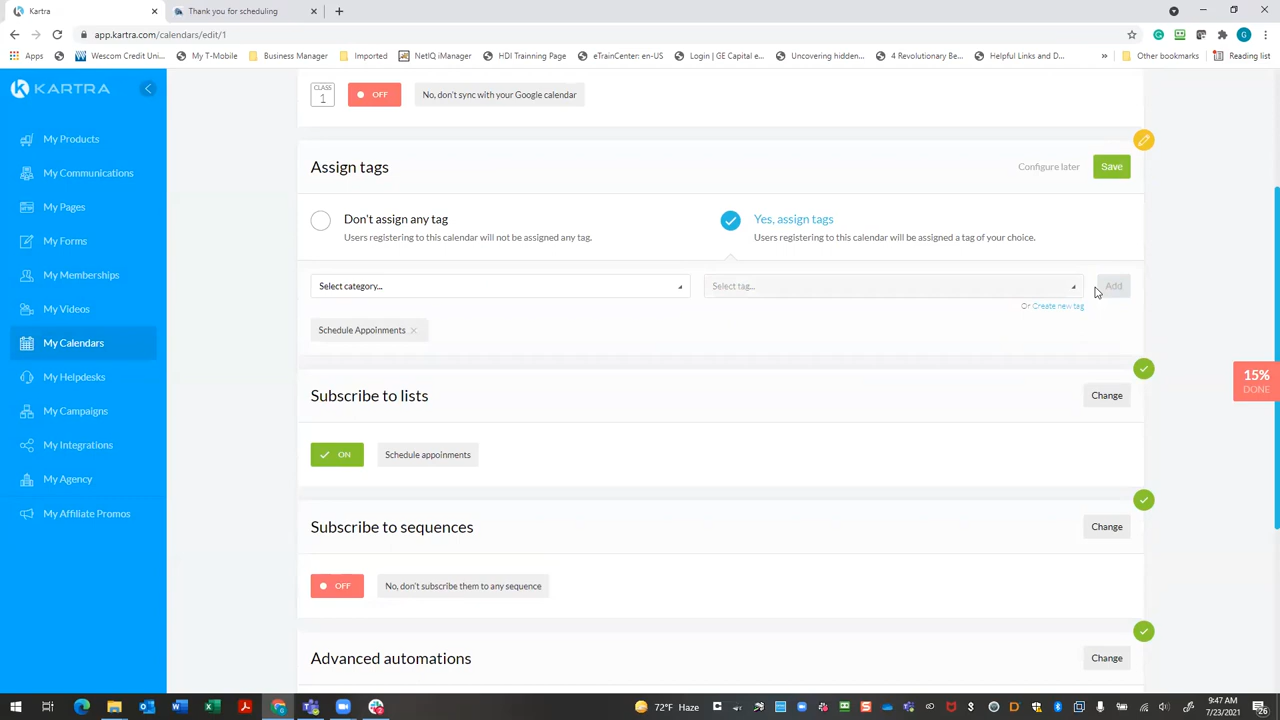 Kartra
Thank you for scheduling
app.kartra.com/calendars/edit/1
Apps
Wescom Credit Uni...
My T-Mobile
Business Manager
Imported
NetIQ iManager
HDI Training Page
eTrainCenter: en-US
Login | GE Capital e...
Uncovering hidden...
4 Revolutionary Be...
Helpful Links and D...
»
Other bookmarks
Reading list
KARTRA
My Products
My Communications
My Pages
My Forms
My Memberships
My Videos
My Calendars
My Helpdesks
My Campaigns
My Integrations
My Agency
My Affiliate Promos
CLASS
1
OFF
No, don't sync with your Google calendar
Assign tags
Configure later
Save
Don't assign any tag
Users registering to this calendar will not be assigned any tag.
Yes, assign tags
Users registering to this calendar will be assigned a tag of your choice.
Select category...
Select tag...
Add
Or Create new tag
Schedule Appoinments
Subscribe to lists
Change
ON
Schedule appoinments
Subscribe to sequences
Change
OFF
No, don't subscribe them to any sequence
Advanced automations
Change
15%
DONE
72°F Haze
9:47 AM
7/23/2021
26